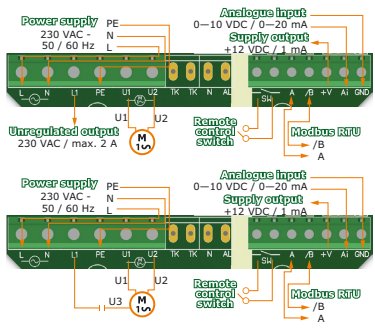 Power supply PE
230 VAC - N
50 / 60 Hz L
Analogue input
0—10 VDC / 0—20 mA
Supply output
+12 VDC / 1 mA
L N L1 PE U1 U2 TK TK N AL SW A /B +V Ai GND
M
Unregulated output
230 VAC / max. 2 A
U1 U2
M
1
Remote
control
switch
Modbus RTU
/B
A
Power supply PE
230 VAC - N
50 / 60 Hz L
Analogue input
0—10 VDC / 0—20 mA
Supply output
+12 VDC / 1 mA
L N L1 PE U1 U2 TK TK N AL SW A /B +V Ai GND
M
U1 U2
U3
M
1
Remote
control
switch
Modbus RTU
/B
A